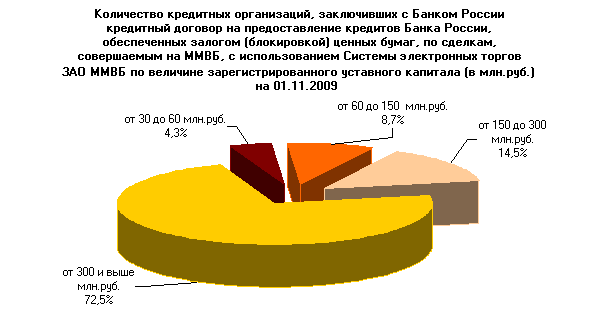 Количество кредитных организаций, заключивших с Банком России
кредитный договор на предоставление кредитов Банка России,
обеспеченных залогом (блокировкой) ценных бумаг, по сделкам,
совершаемым на ММВБ, с использованием Системы электронных торгов
ЗАО ММВБ по величине зарегистрированного уставного капитала (в млн.руб.)
на 01.11.2009
от 30 до 60 млн.руб.
4,3%
от 60 до 150 млн.руб.
8,7%
от 150 до 300
млн.руб.
14,5%
от 300 и выше
млн.руб.
72,5%